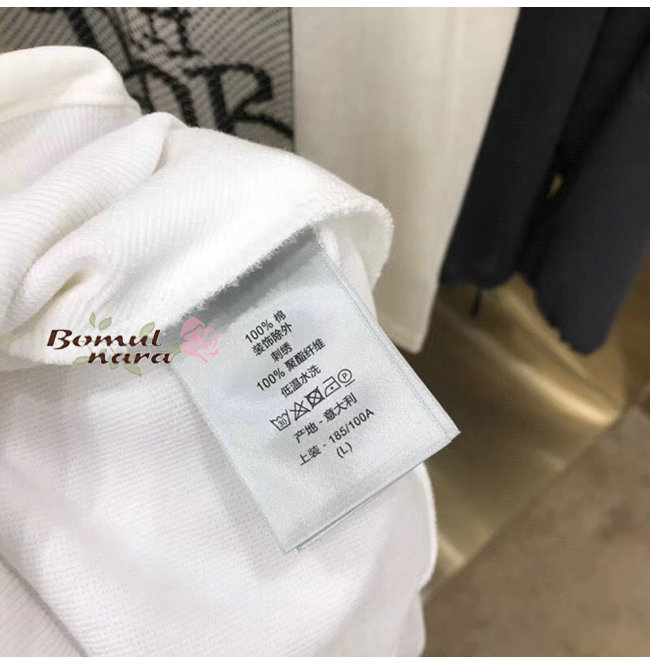 Bomul
nara
100% 棉
装饰除外
刺绣
100% 聚酯纤维
低温水洗
30
产地 - 意大利
上装 - 185/100A
(L)